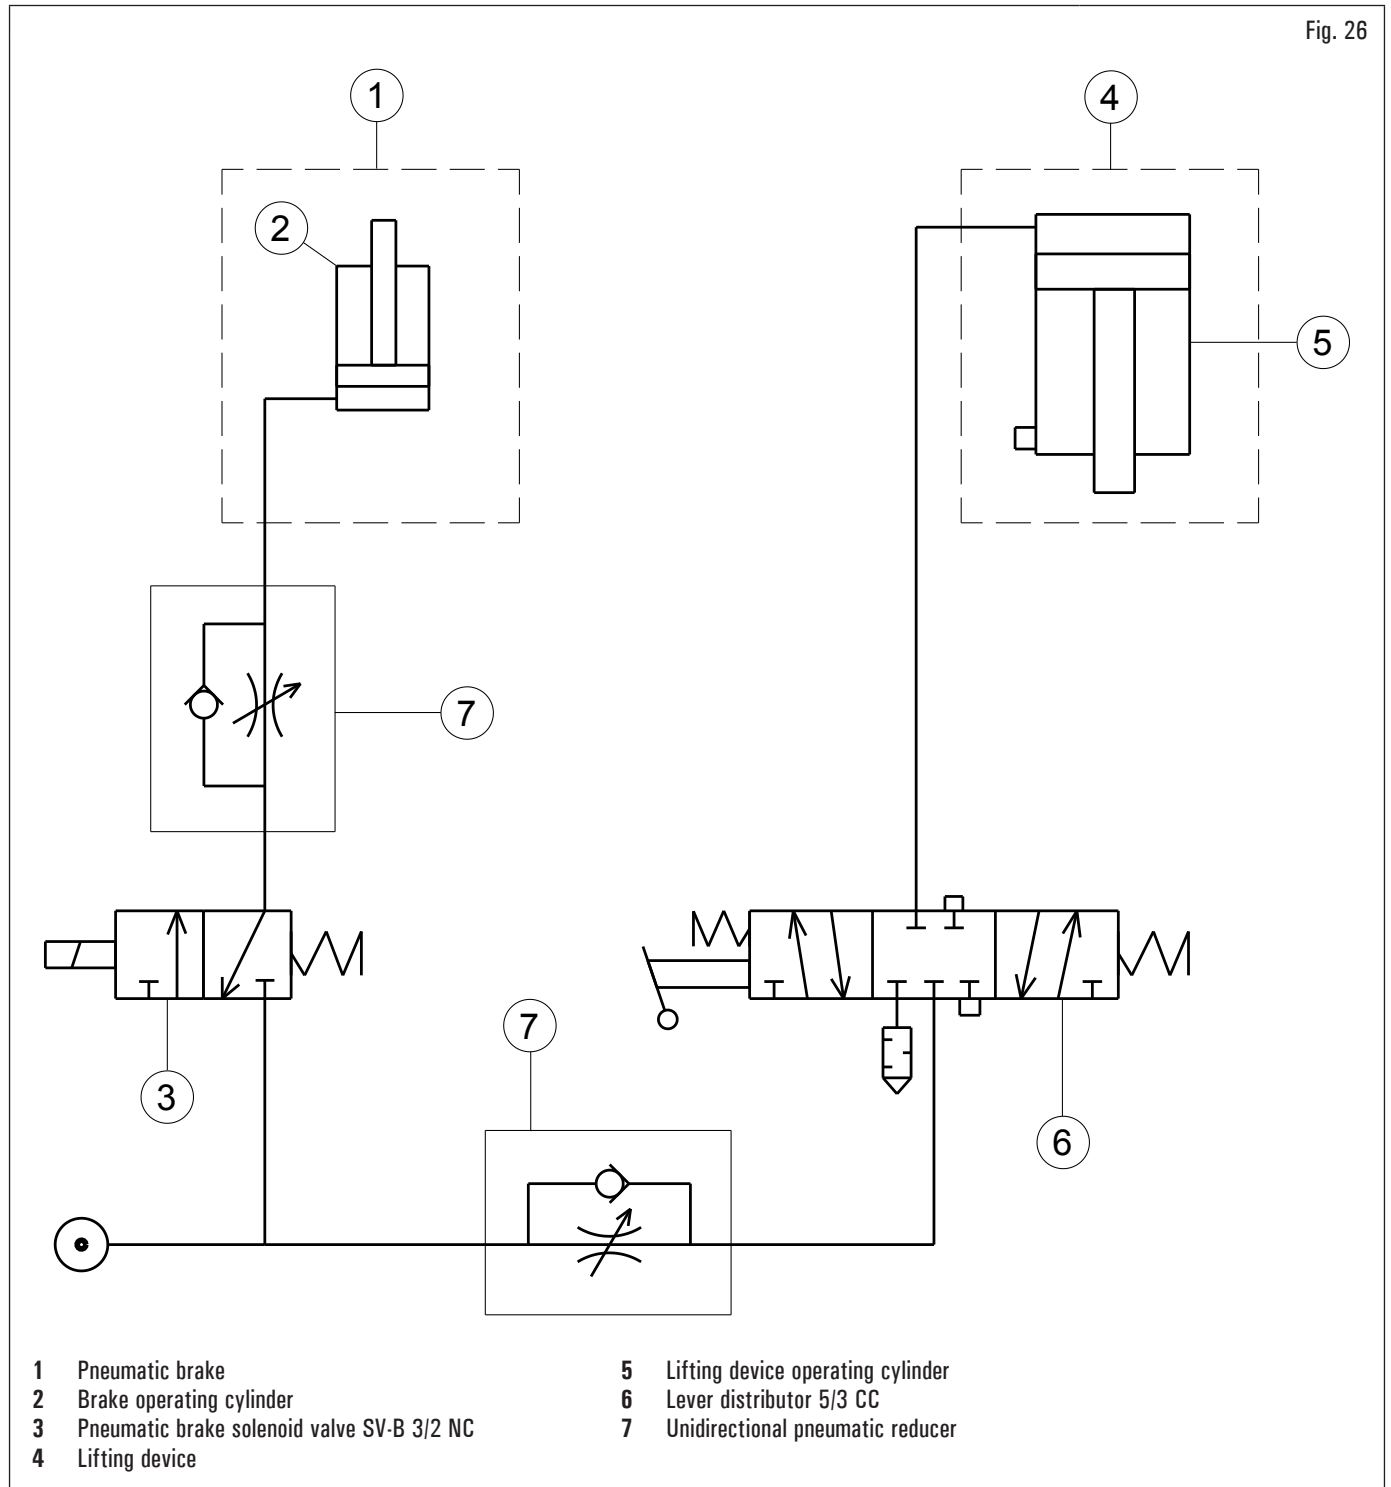 Fig. 26
1
4
2
5
7
7
3
6
1 Pneumatic brake
2 Brake operating cylinder
3 Pneumatic brake solenoid valve SV-B 3/2 NC
4 Lifting device
5 Lifting device operating cylinder
6 Lever distributor 5/3 CC
7 Unidirectional pneumatic reducer